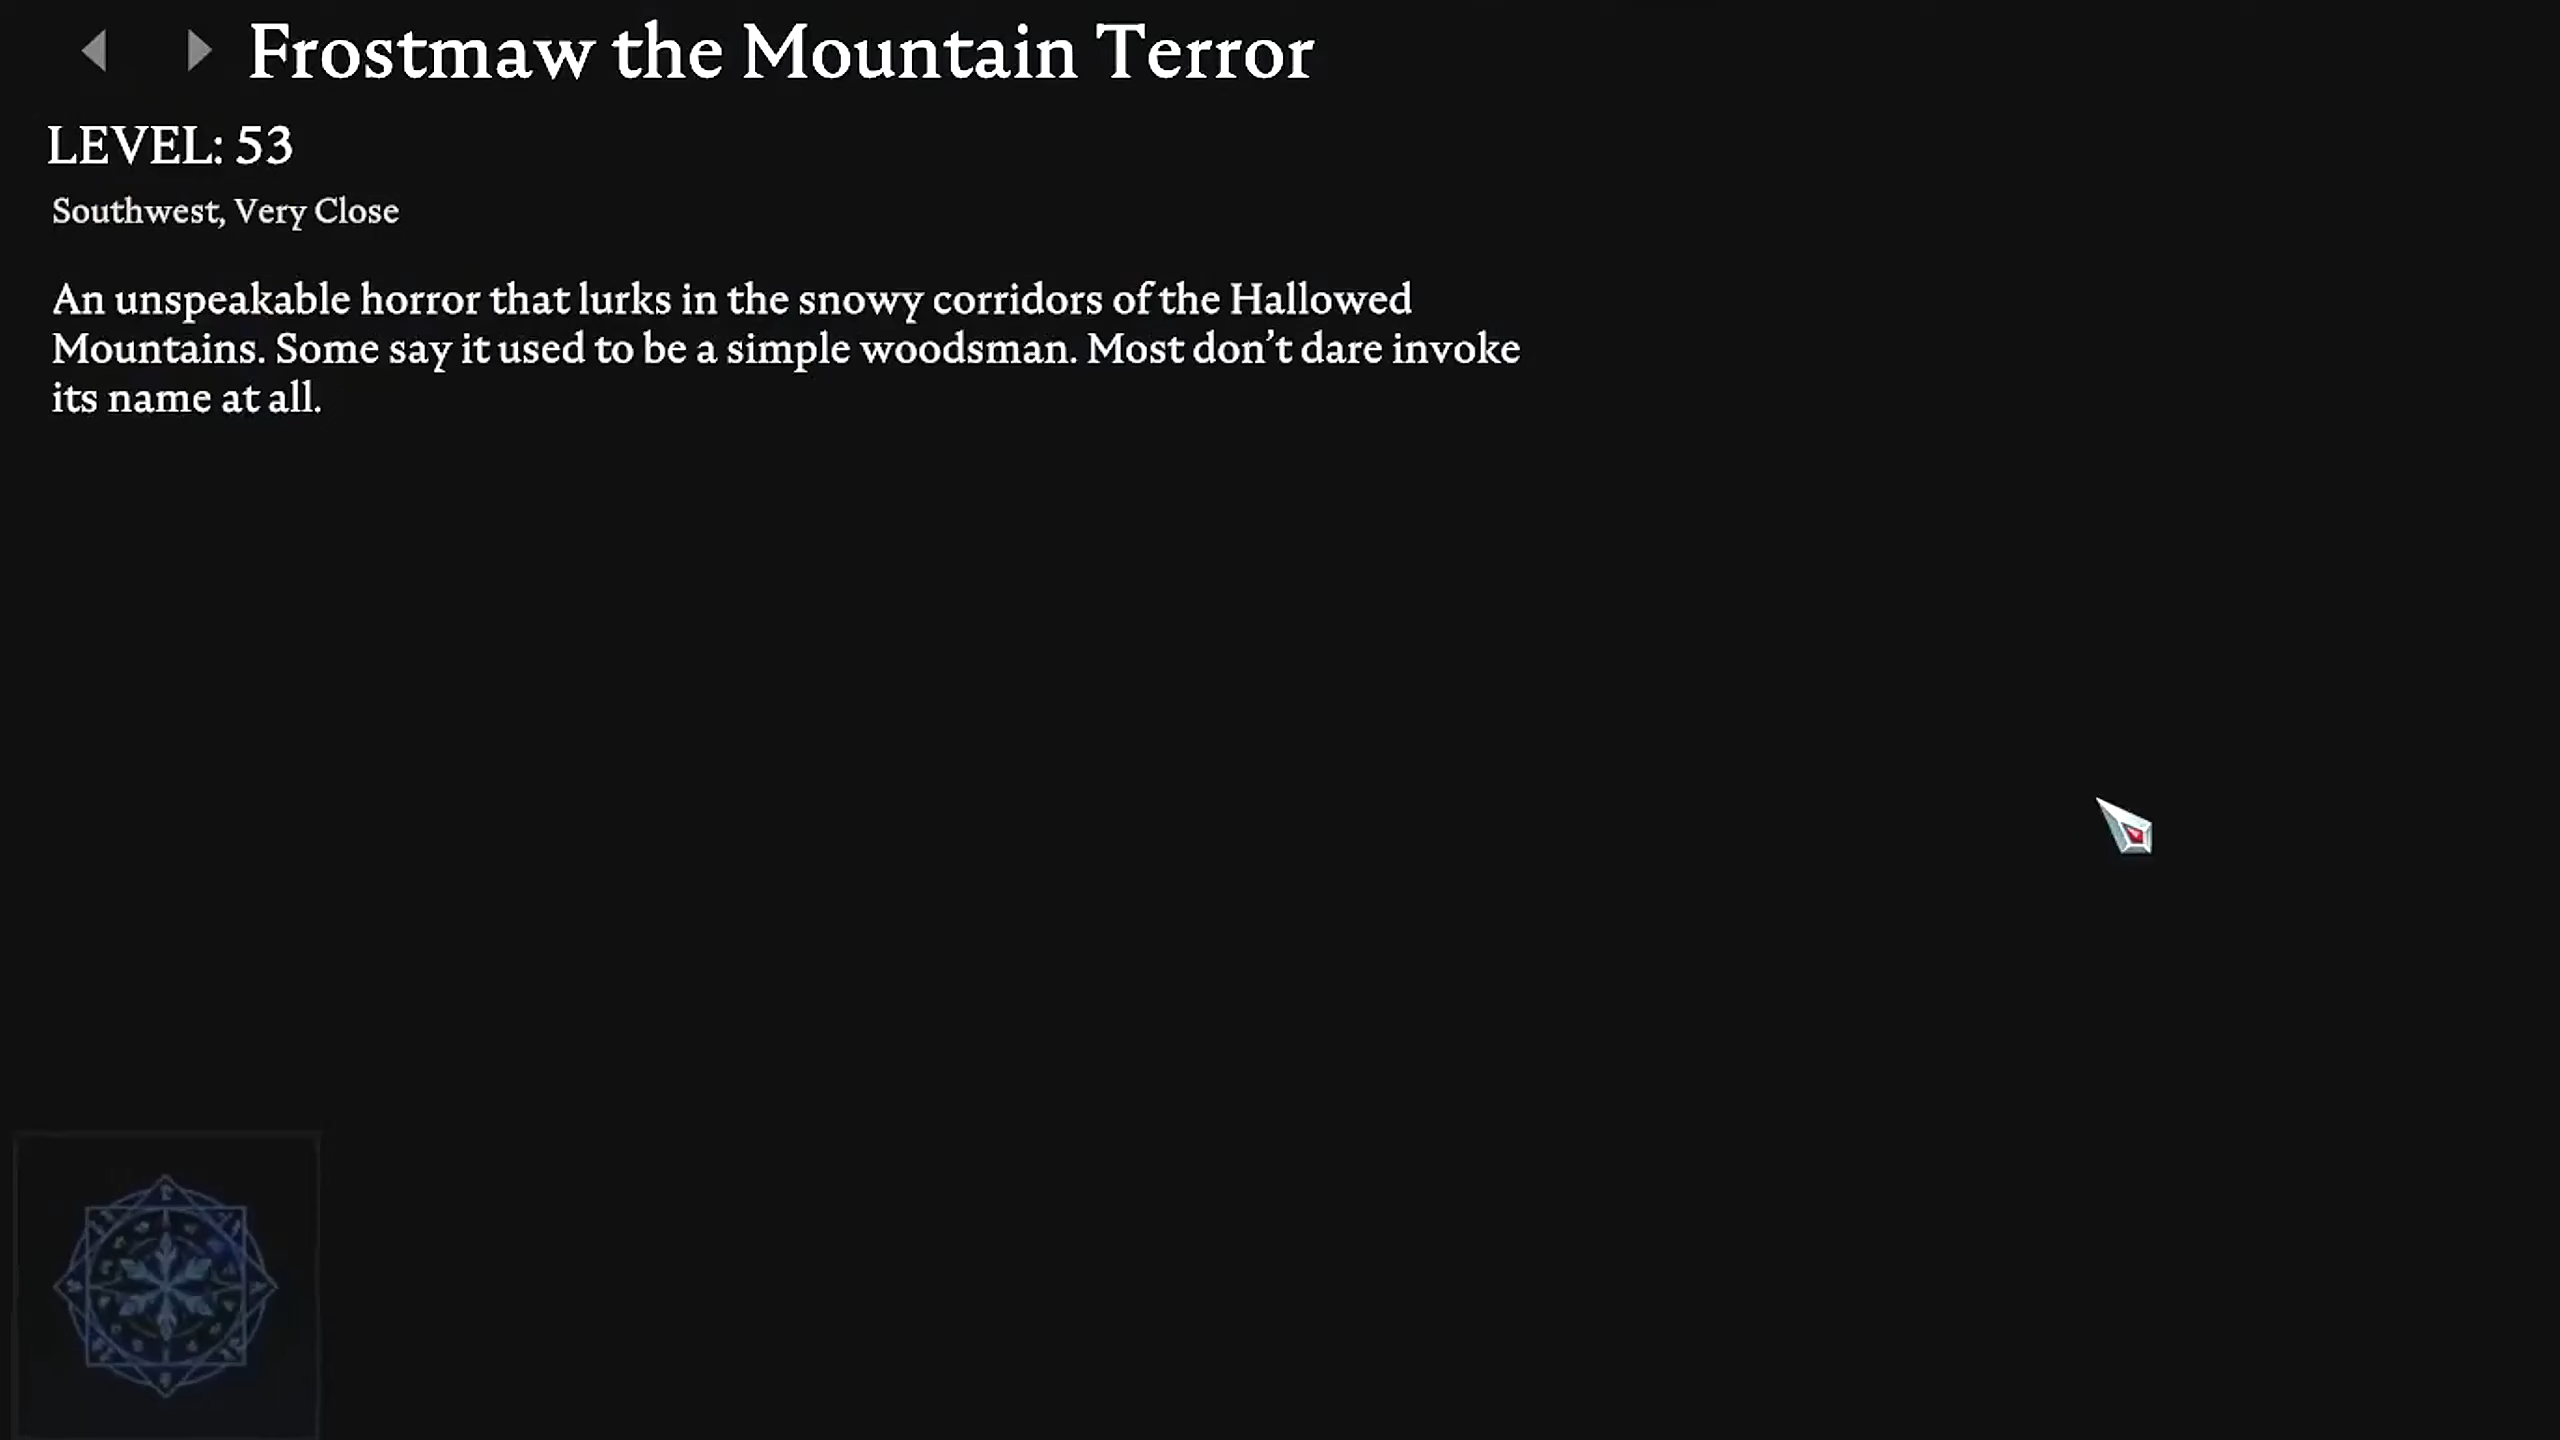 Frostmaw the Mountain Terror
LEVEL: 53
Southwest, Very Close
An unspeakable horror that lurks in the snowy corridors of the Hallowed
Mountains. Some say it used to be a simple woodsman. Most don’t dare invoke
its name at all.